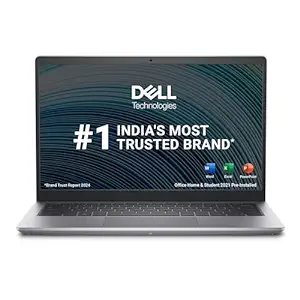 DELL
Technologies
#1 INDIA'S MOST
TRUSTED BRAND*
*Brand Trust Report 2024
Word Excel PowerPoint
Office Home & Student 2021 Pre-Installed